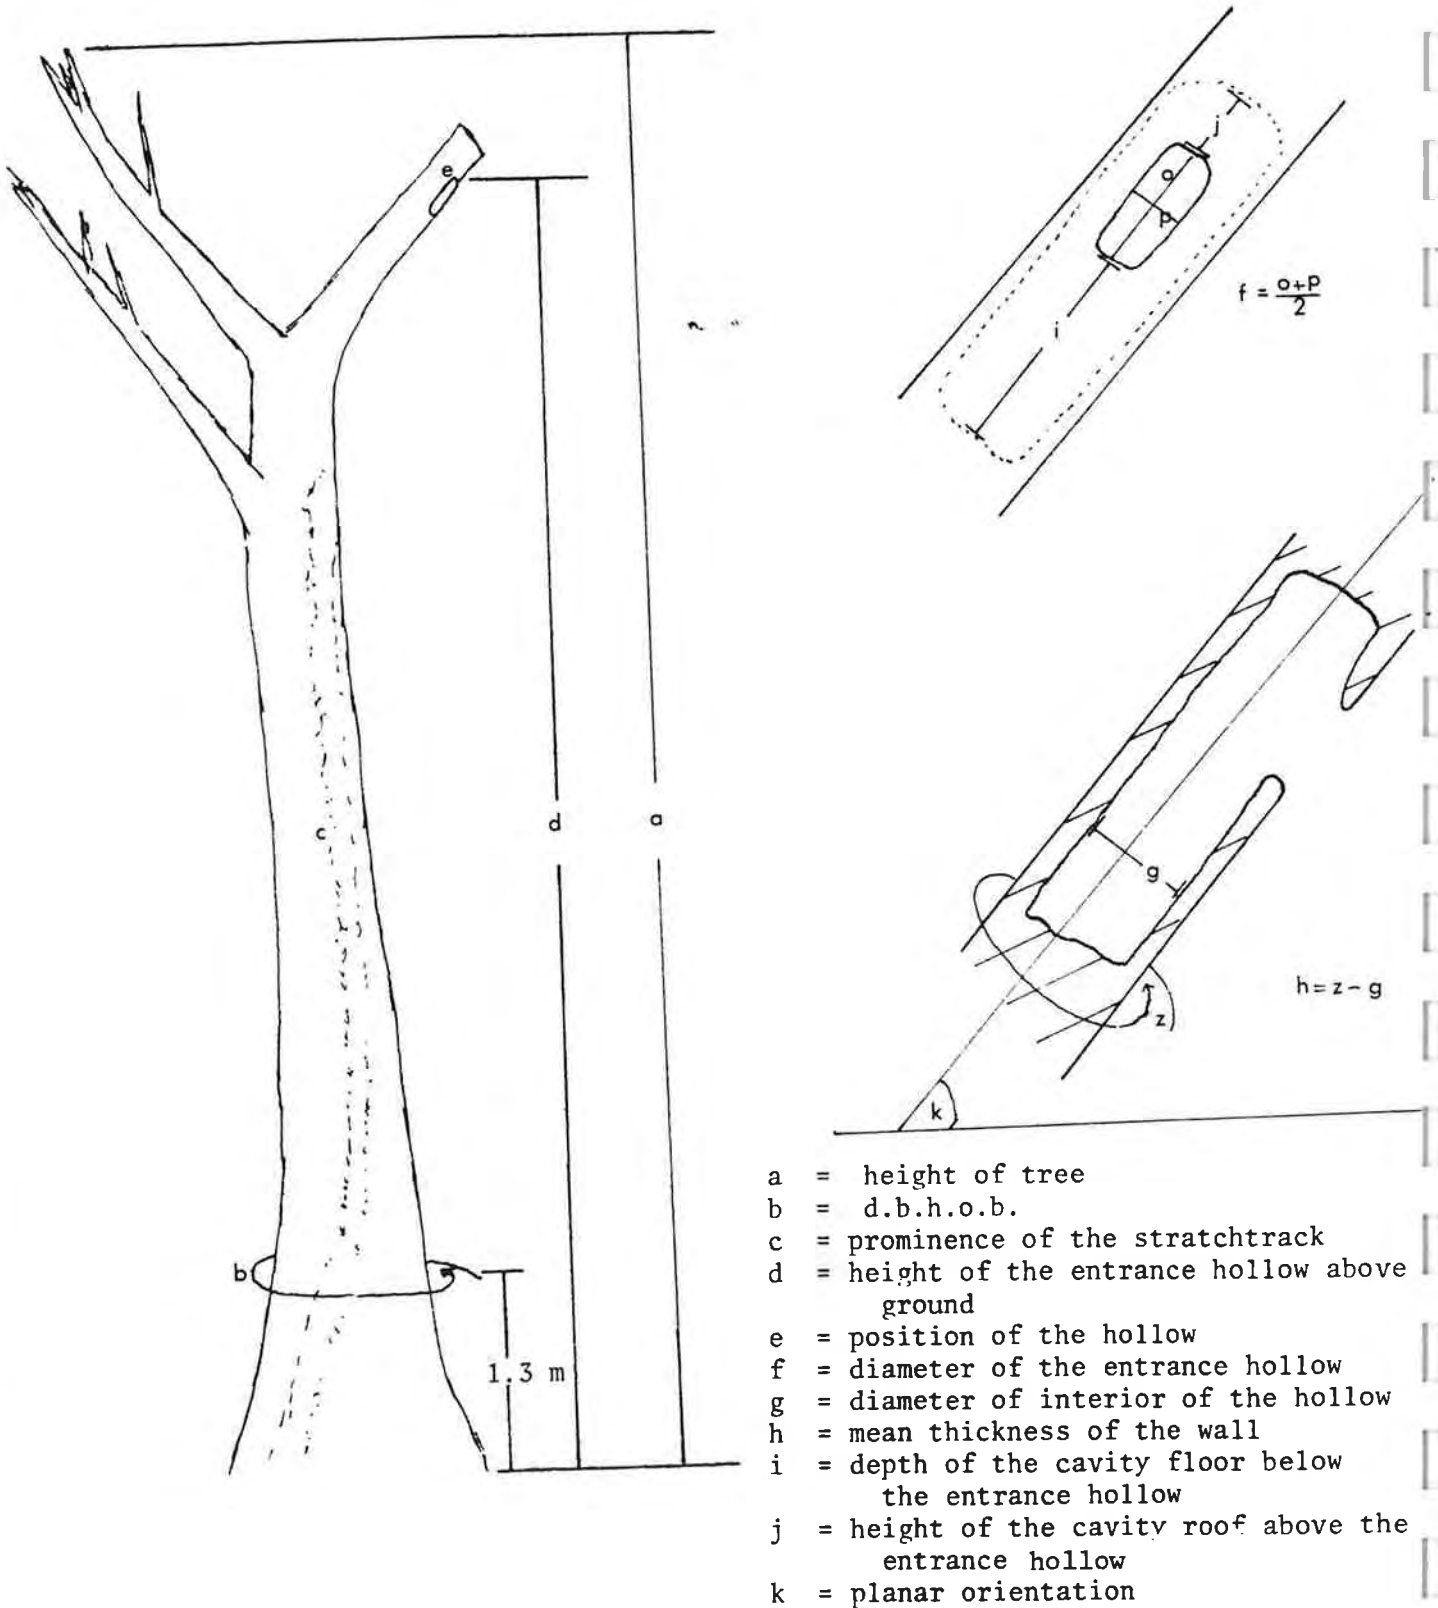 e
d
a
c
b
1.3 m
j
o
p
i
f = o+p
2
g
h = z - g
z
k
a = height of tree
b = d.b.h.o.b.
c = prominence of the stratchtrack
d = height of the entrance hollow above
ground
e = position of the hollow
f = diameter of the entrance hollow
g = diameter of interior of the hollow
h = mean thickness of the wall
i = depth of the cavity floor below
the entrance hollow
j = height of the cavity roof above the
entrance hollow
k = planar orientation